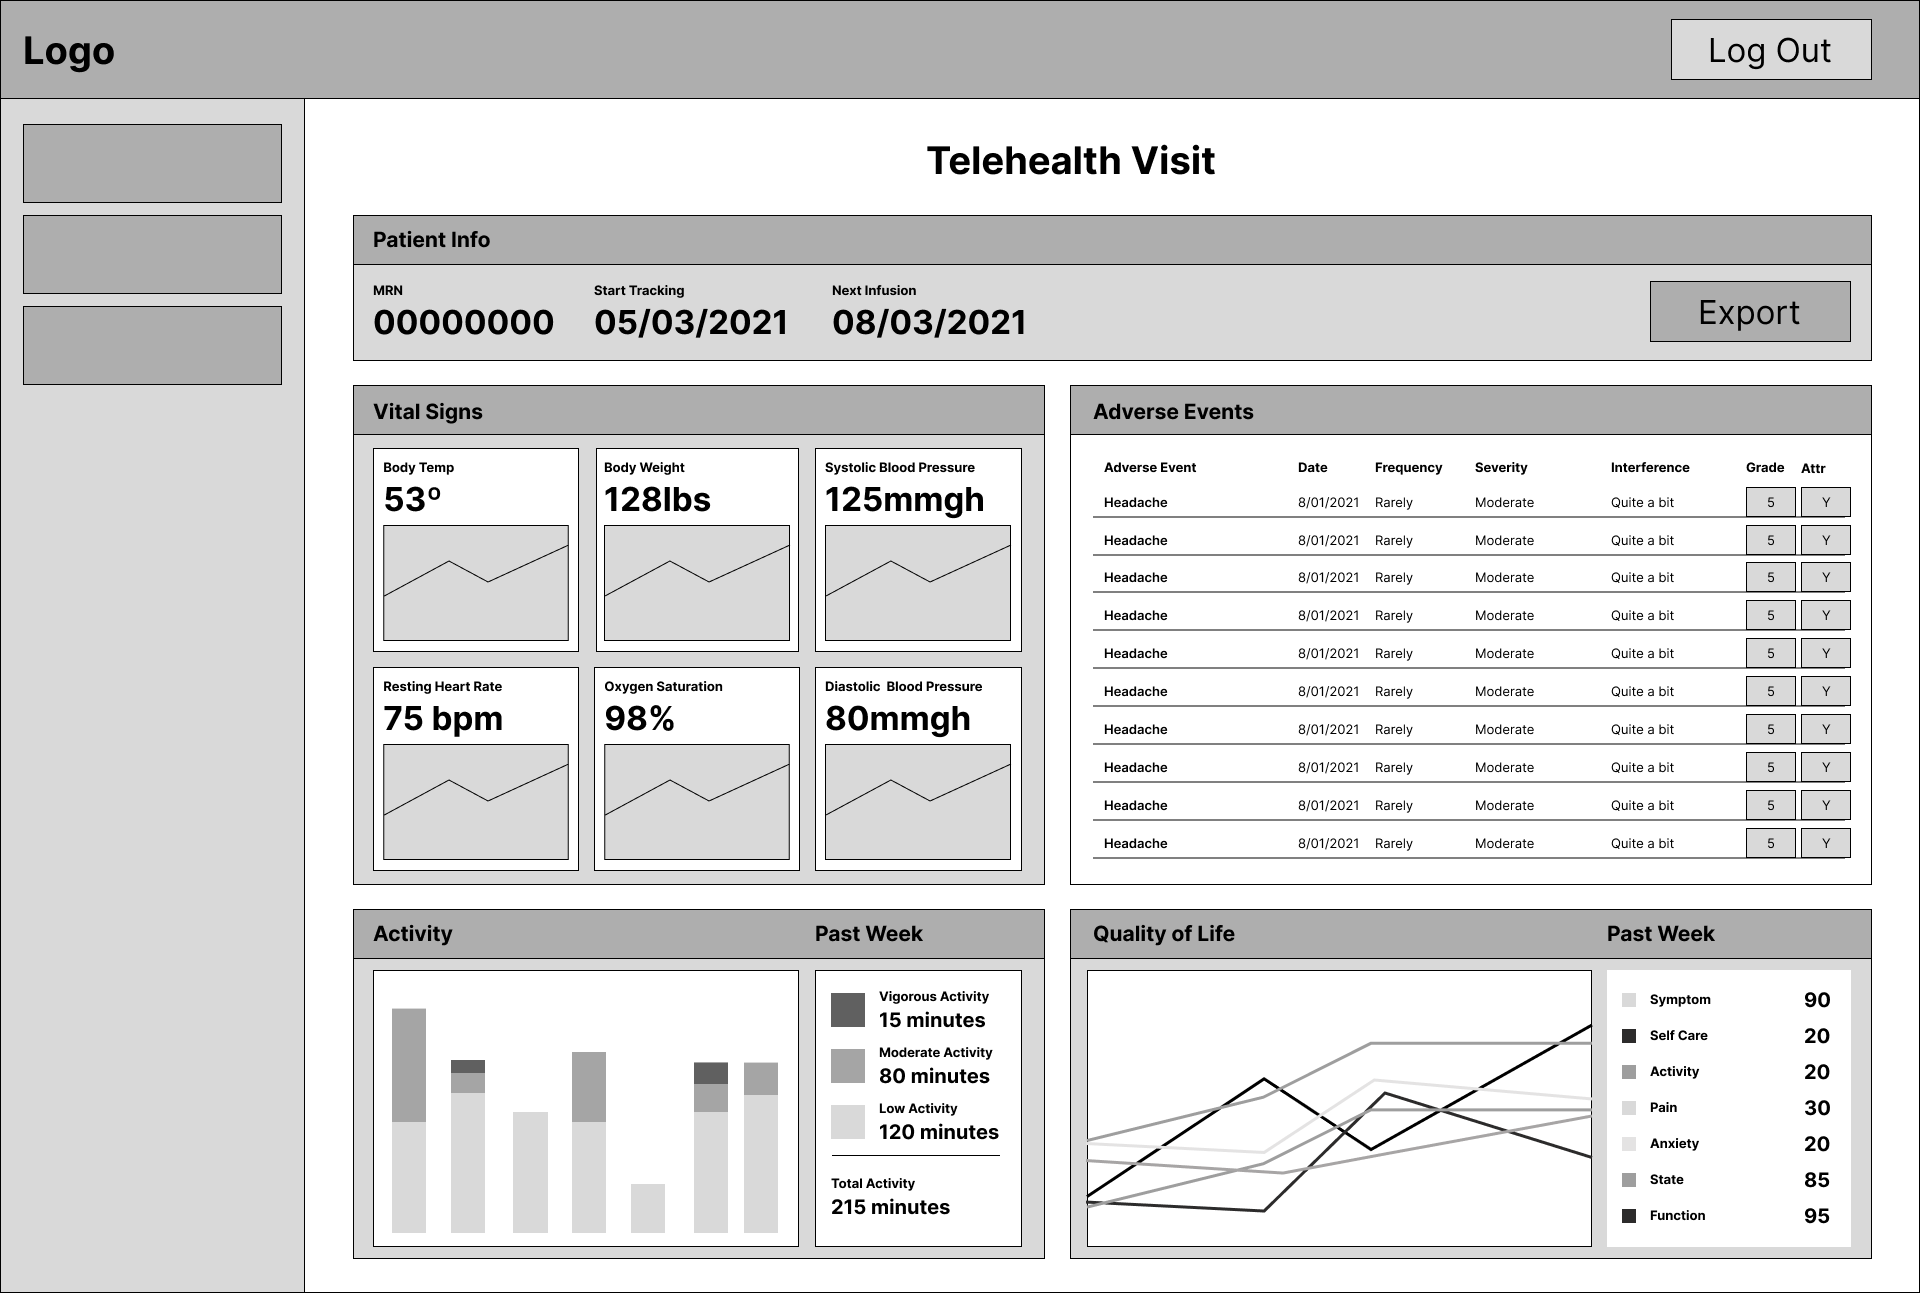 Logo
Log Out
Telehealth Visit
Patient Info
MRN Start Tracking Next Infusion
00000000 05/03/2021 08/03/2021
Export
Vital Signs
Body Temp Body Weight Systolic Blood Pressure
53º 128lbs 125mmgh
Resting Heart Rate Oxygen Saturation Diastolic Blood Pressure
75 bpm 98% 80mmgh
Adverse Events
Adverse Event Date Frequency Severity Interference Grade Attr
Headache 8/01/2021 Rarely Moderate Quite a bit 5 Y
Headache 8/01/2021 Rarely Moderate Quite a bit 5 Y
Headache 8/01/2021 Rarely Moderate Quite a bit 5 Y
Headache 8/01/2021 Rarely Moderate Quite a bit 5 Y
Headache 8/01/2021 Rarely Moderate Quite a bit 5 Y
Headache 8/01/2021 Rarely Moderate Quite a bit 5 Y
Headache 8/01/2021 Rarely Moderate Quite a bit 5 Y
Headache 8/01/2021 Rarely Moderate Quite a bit 5 Y
Headache 8/01/2021 Rarely Moderate Quite a bit 5 Y
Headache 8/01/2021 Rarely Moderate Quite a bit 5 Y
Activity Past Week
Vigorous Activity
15 minutes
Moderate Activity
80 minutes
Low Activity
120 minutes
Total Activity
215 minutes
Quality of Life Past Week
Symptom 90
Self Care 20
Activity 20
Pain 30
Anxiety 20
State 85
Function 95